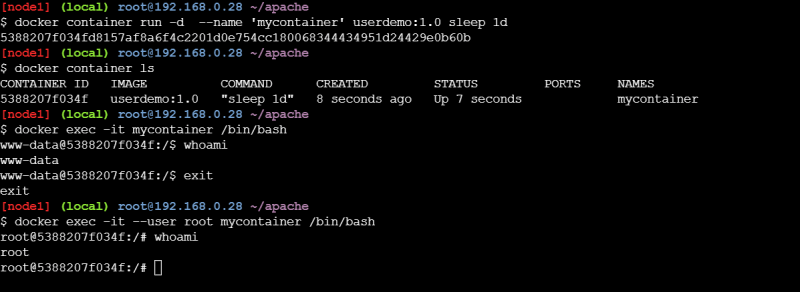 [node1] (local) root@192.168.0.28 ~/apache
$ docker container run -d  --name 'mycontainer' userdemo:1.0 sleep 1d
5388207f034fd8157af8a6f4c2201d0e754cc180068344434951d24429e0b60b
[node1] (local) root@192.168.0.28 ~/apache
$ docker container ls
CONTAINER ID   IMAGE          COMMAND      CREATED         STATUS         PORTS     NAMES
5388207f034f   userdemo:1.0   "sleep 1d"   8 seconds ago   Up 7 seconds             mycontainer
[node1] (local) root@192.168.0.28 ~/apache
$ docker exec -it mycontainer /bin/bash
www-data@5388207f034f:/$ whoami
www-data
www-data@5388207f034f:/$ exit
exit
[node1] (local) root@192.168.0.28 ~/apache
$ docker exec -it --user root mycontainer /bin/bash
root@5388207f034f:/# whoami
root
root@5388207f034f:/#